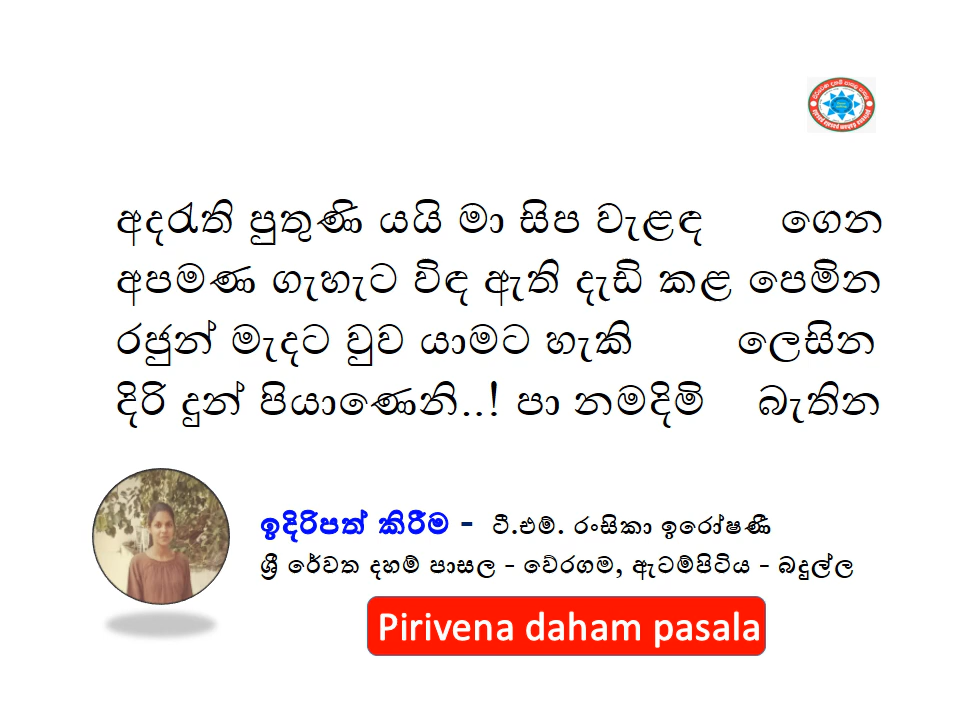 අදරැති පුතුණි යයි මා සිප වැළඳ ගෙන
අපමණ ගැහැට විඳ ඇති දැඩි කළ පෙමින
රජුන් මැදට වුව යාමට හැකි ලෙසින
දිරි දුන් පියාණෙනි..! පා නමදිමි බැතින
ඉදිරිපත් කිරීම - ටී.එම්. රංසිකා ඉරෝෂණී
ශ්‍රී රේවත දහම් පාසල - වේරගම, ඇටම්පිටිය - බදුල්ල
Pirivena daham pasala